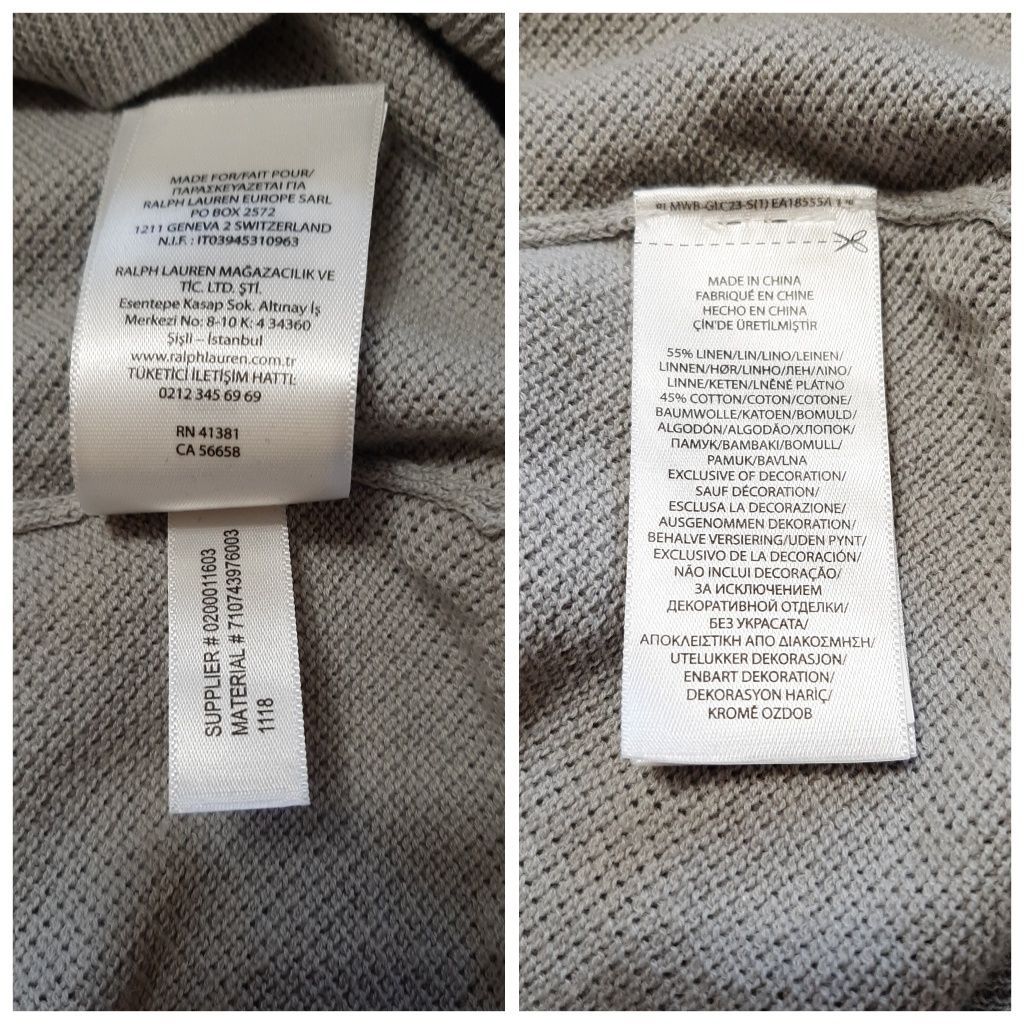 MADE FOR/FAIT POUR/
ΠΑΡΑΣΚΕΥΑΖΕΤΑΙ ΓΙΑ
RALPH LAUREN EUROPE SARL
PO BOX 2572
1211 GENEVA 2 SWITZERLAND
N.I.F. : IT03945310963
RALPH LAUREN MAĞAZACILIK VE
TİC. LTD. ŞTİ.
Esentepe Kasap Sok. Altınay İş
Merkezi No: 8-10 K: 4 34360
Şişli – İstanbul
www.ralphlauren.com.tr
TÜKETİCİ İLETİŞİM HATTI:
0212 345 69 69
RN 41381
CA 56658
SUPPLIER # 0200011603
MATERIAL # 710743976003
1118
MWB-GLC23-S(1) EA18555A
MADE IN CHINA
FABRIQUÉ EN CHINE
HECHO EN CHINA
ÇİN'DE ÜRETİLMİŞTİR
55% LINEN/LIN/LINO/LEINEN/
LINNEN/HØR/LINHO/ЛЕН/ΛΙΝΟ/
LINNE/KETEN/LNĚNÉ PLÁTNO
45% COTTON/COTON/COTONE/
BAUMWOLLE/KATOEN/BOMULD/
ALGODÓN/ALGODÃO/ХЛОПОК/
ПАМУК/ΒΑΜΒΑΚΙ/BOMULL/
PAMUK/BAVLNA
EXCLUSIVE OF DECORATION/
SAUF DÉCORATION/
ESCLUSA LA DECORAZIONE/
AUSGENOMMEN DEKORATION/
BEHALVE VERSIERING/UDEN PYNT/
EXCLUSIVO DE LA DECORACIÓN/
NÃO INCLUI DECORAÇÃO/
ЗА ИСКЛЮЧЕНИЕМ
ДЕКОРАТИВНОЙ ОТДЕЛКИ/
БЕЗ УКРАСАТА/
ΑΠΟΚΛΕΙΣΤΙΚΗ ΑΠΟ ΔΙΑΚΟΣΜΗΣΗ/
UTELUKKER DEKORASJON/
ENBART DEKORATION/
DEKORASYON HARİÇ/
KROMĚ OZDOB